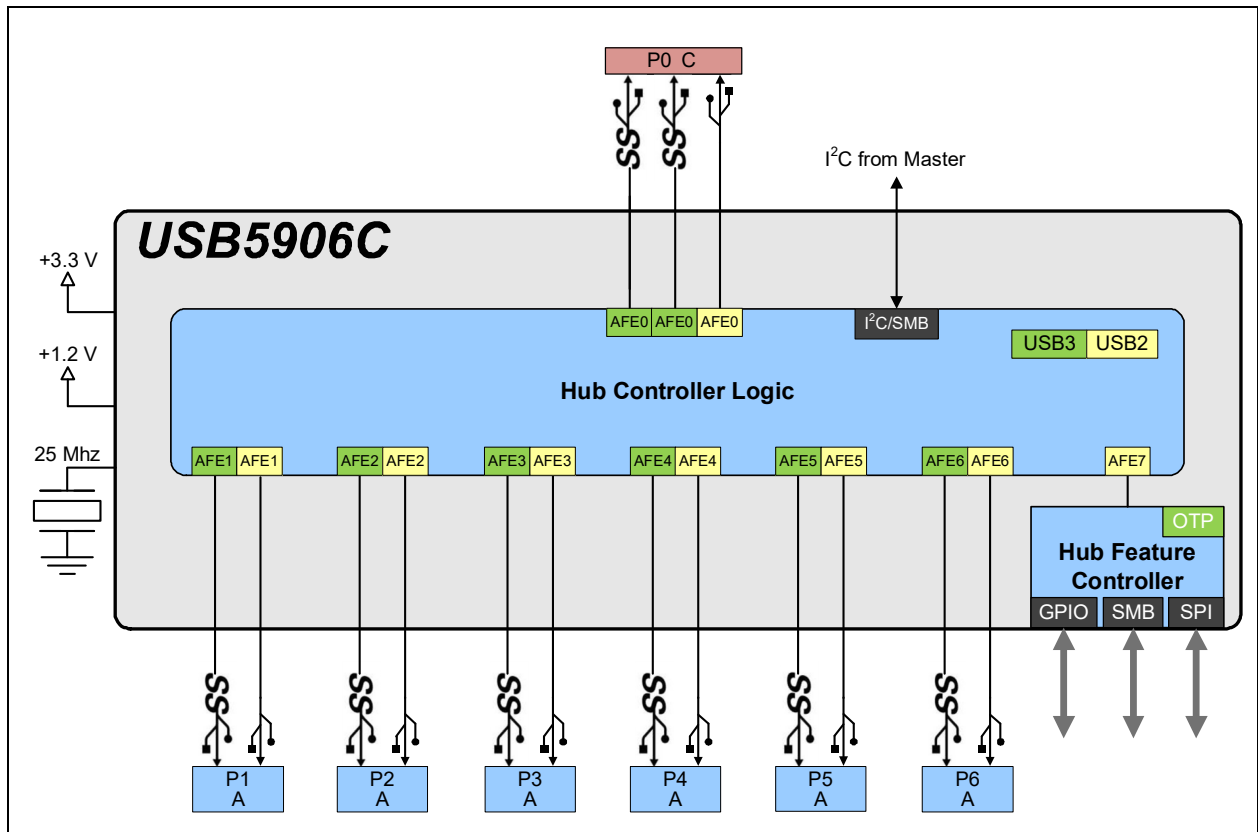 P0 C
SS SS
I²C from Master
USB5906C
+3.3 V
AFE0 AFE0 AFE0
I²C/SMB
USB3 USB2
+1.2 V
Hub Controller Logic
25 Mhz
AFE1 AFE1 AFE2 AFE2 AFE3 AFE3 AFE4 AFE4 AFE5 AFE5 AFE6 AFE6 AFE7
OTP
Hub Feature
Controller
GPIO SMB SPI
SS SS SS SS SS SS
P1 P2 P3 P4 P5 P6
A A A A A A